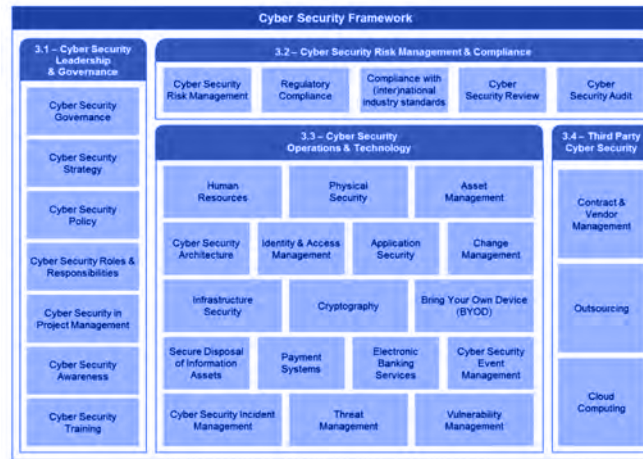 Cyber Security Framework
3.1 – Cyber Security
Leadership
& Governance
Cyber Security
Governance
Cyber Security
Strategy
Cyber Security
Policy
Cyber Security Roles &
Responsibilities
Cyber Security in
Project Management
Cyber Security
Awareness
Cyber Security
Training
3.2 – Cyber Security Risk Management & Compliance
Cyber Security
Risk Management
Regulatory
Compliance
Compliance with
(inter)national
industry standards
Cyber
Security Review
Cyber
Security Audit
3.3 – Cyber Security
Operations & Technology
Human
Resources
Physical
Security
Asset
Management
Cyber Security
Architecture
Identity & Access
Management
Application
Security
Change
Management
Infrastructure
Security
Cryptography
Bring Your Own Device
(BYOD)
Secure Disposal
of Information
Assets
Payment
Systems
Electronic
Banking
Services
Cyber Security
Event
Management
Cyber Security Incident
Management
Threat
Management
Vulnerability
Management
3.4 – Third Party
Cyber Security
Contract &
Vendor
Management
Outsourcing
Cloud
Computing